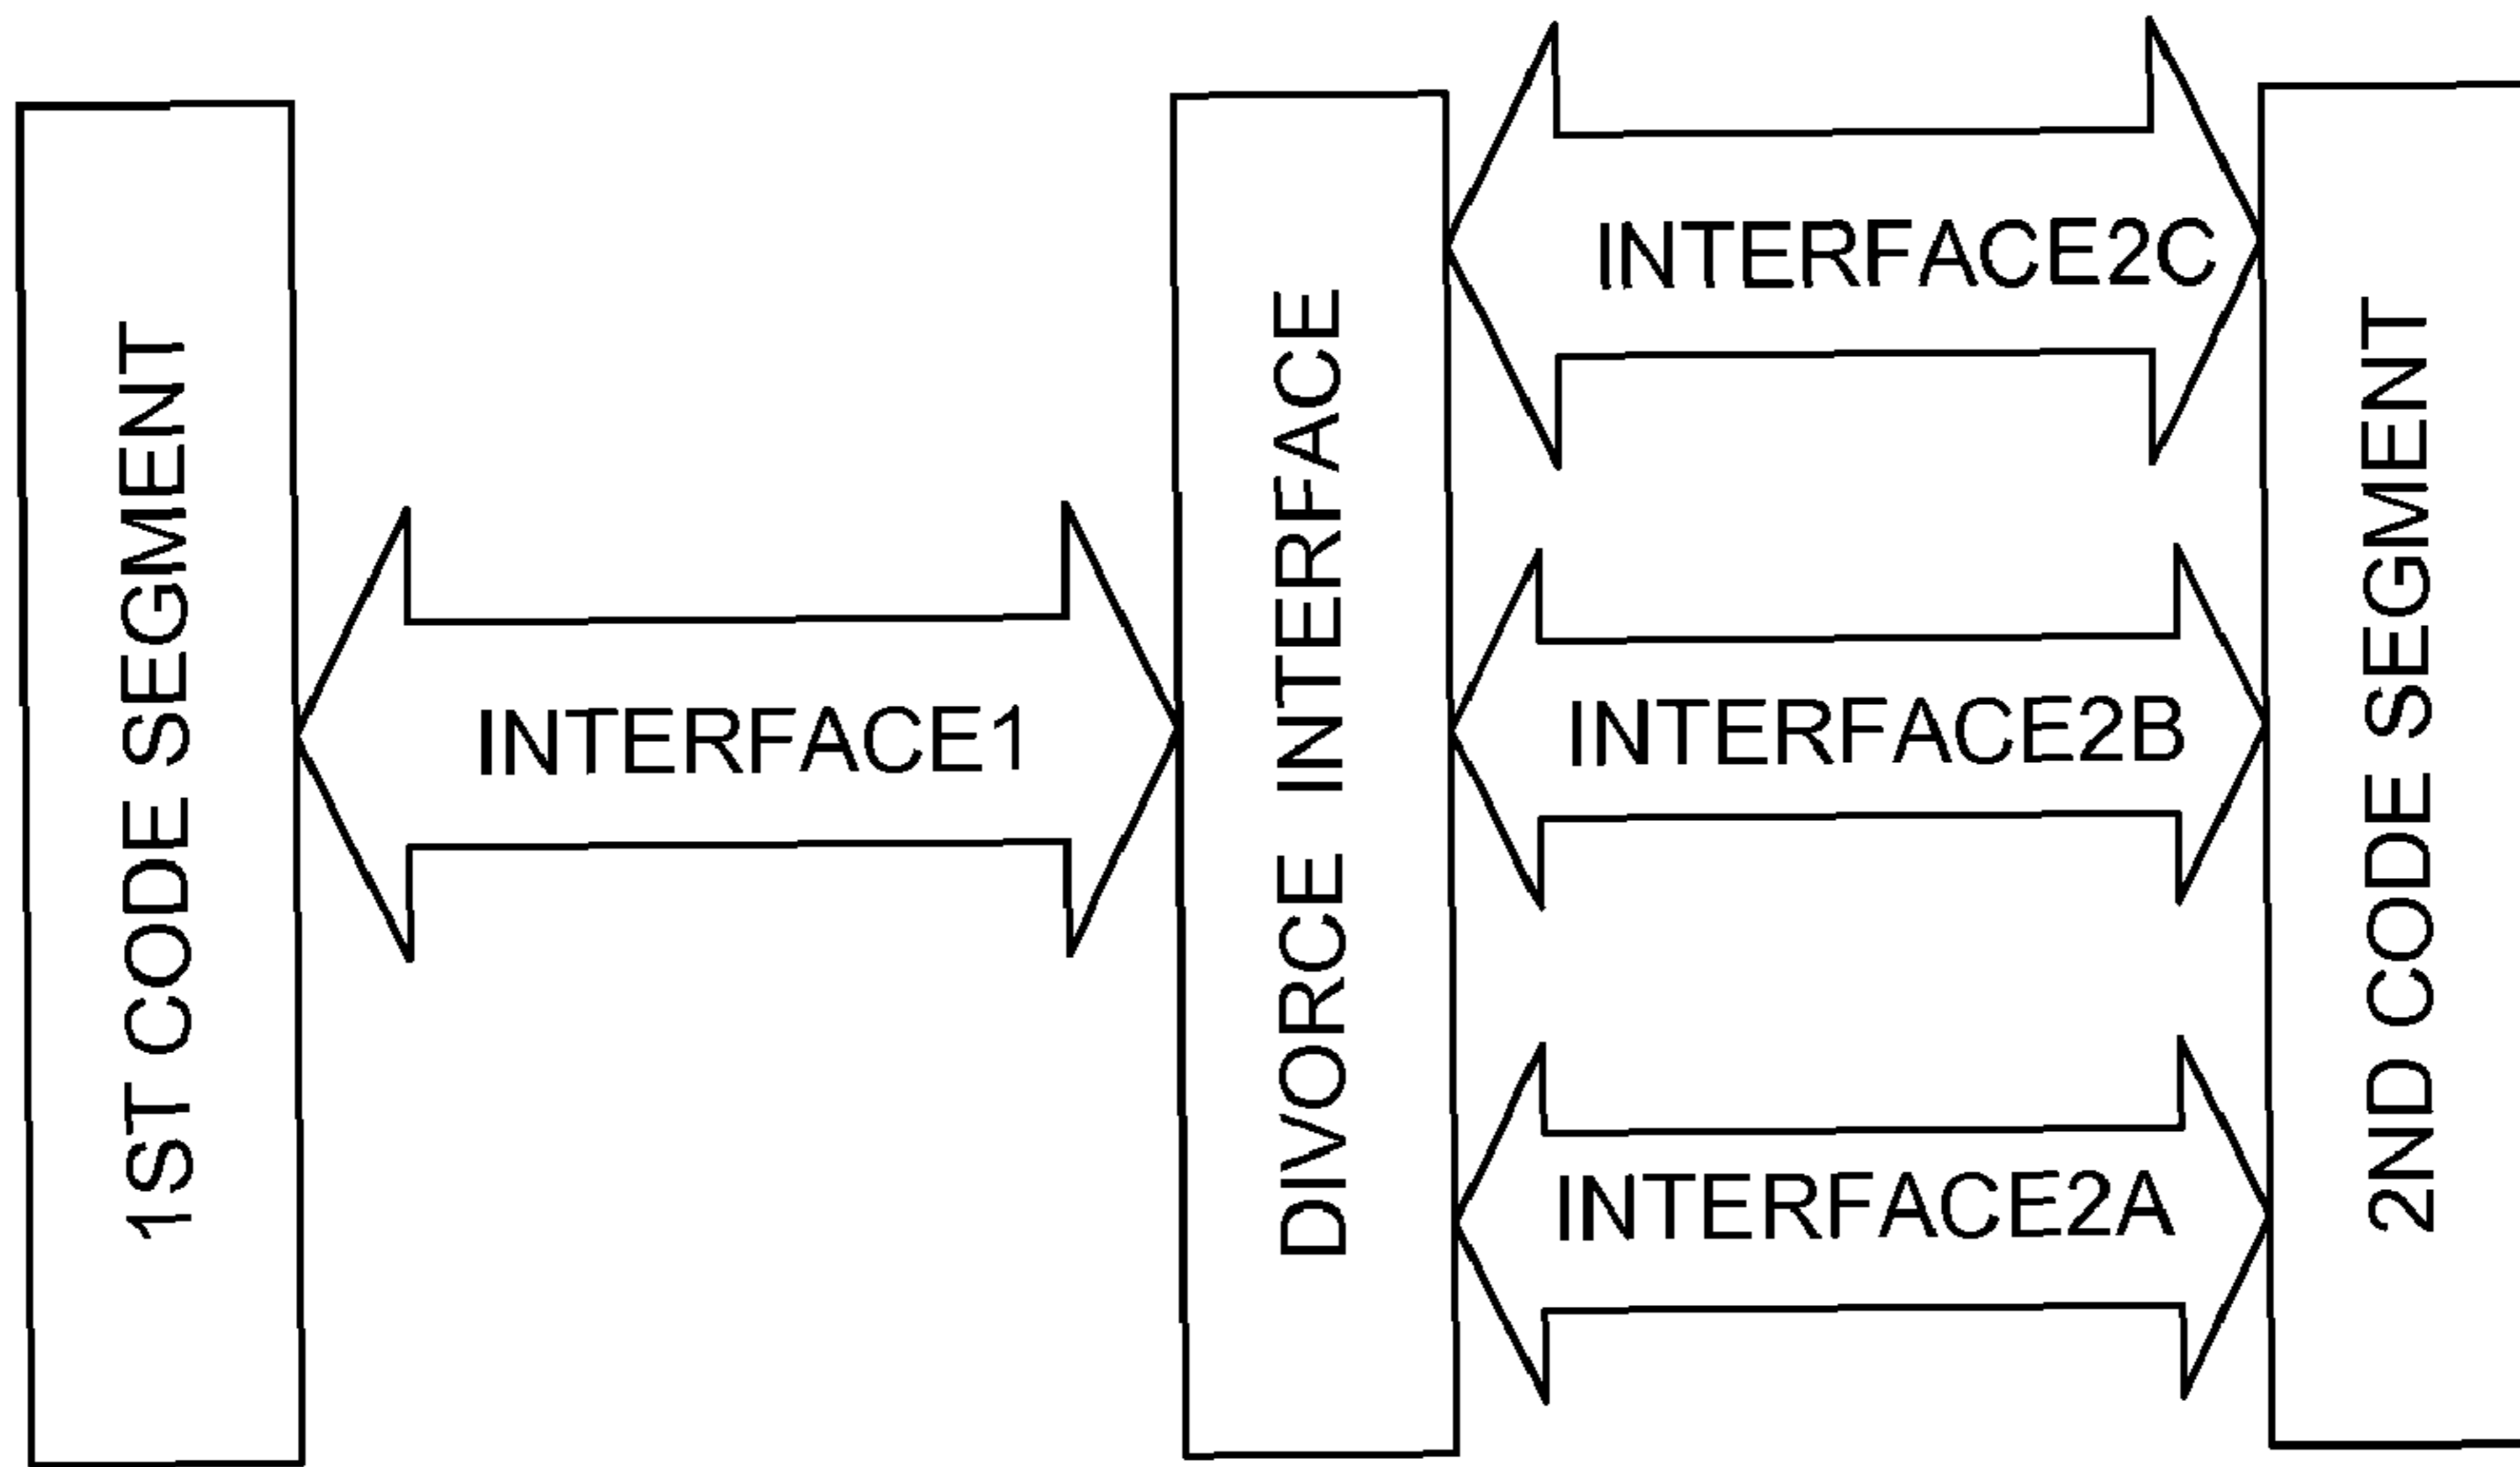 1ST CODE SEGMENT
INTERFACE1
DIVORCE INTERFACE
INTERFACE2C
INTERFACE2B
INTERFACE2A
2ND CODE SEGMENT